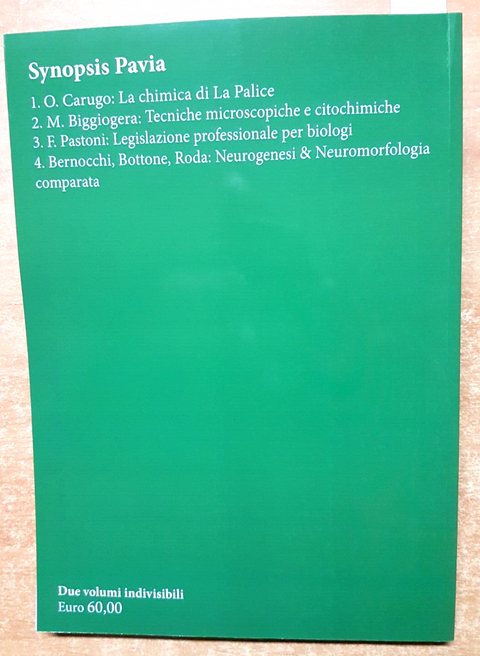 Synopsis Pavia
1. O. Carugo: La chimica di La Palice
2. M. Biggiogera: Tecniche microscopiche e citochimiche
3. F. Pastoni: Legislazione professionale per biologi
4. Bernocchi, Bottone, Roda: Neurogenesi & Neuromorfologia
comparata
Due volumi indivisibili
Euro 60,00